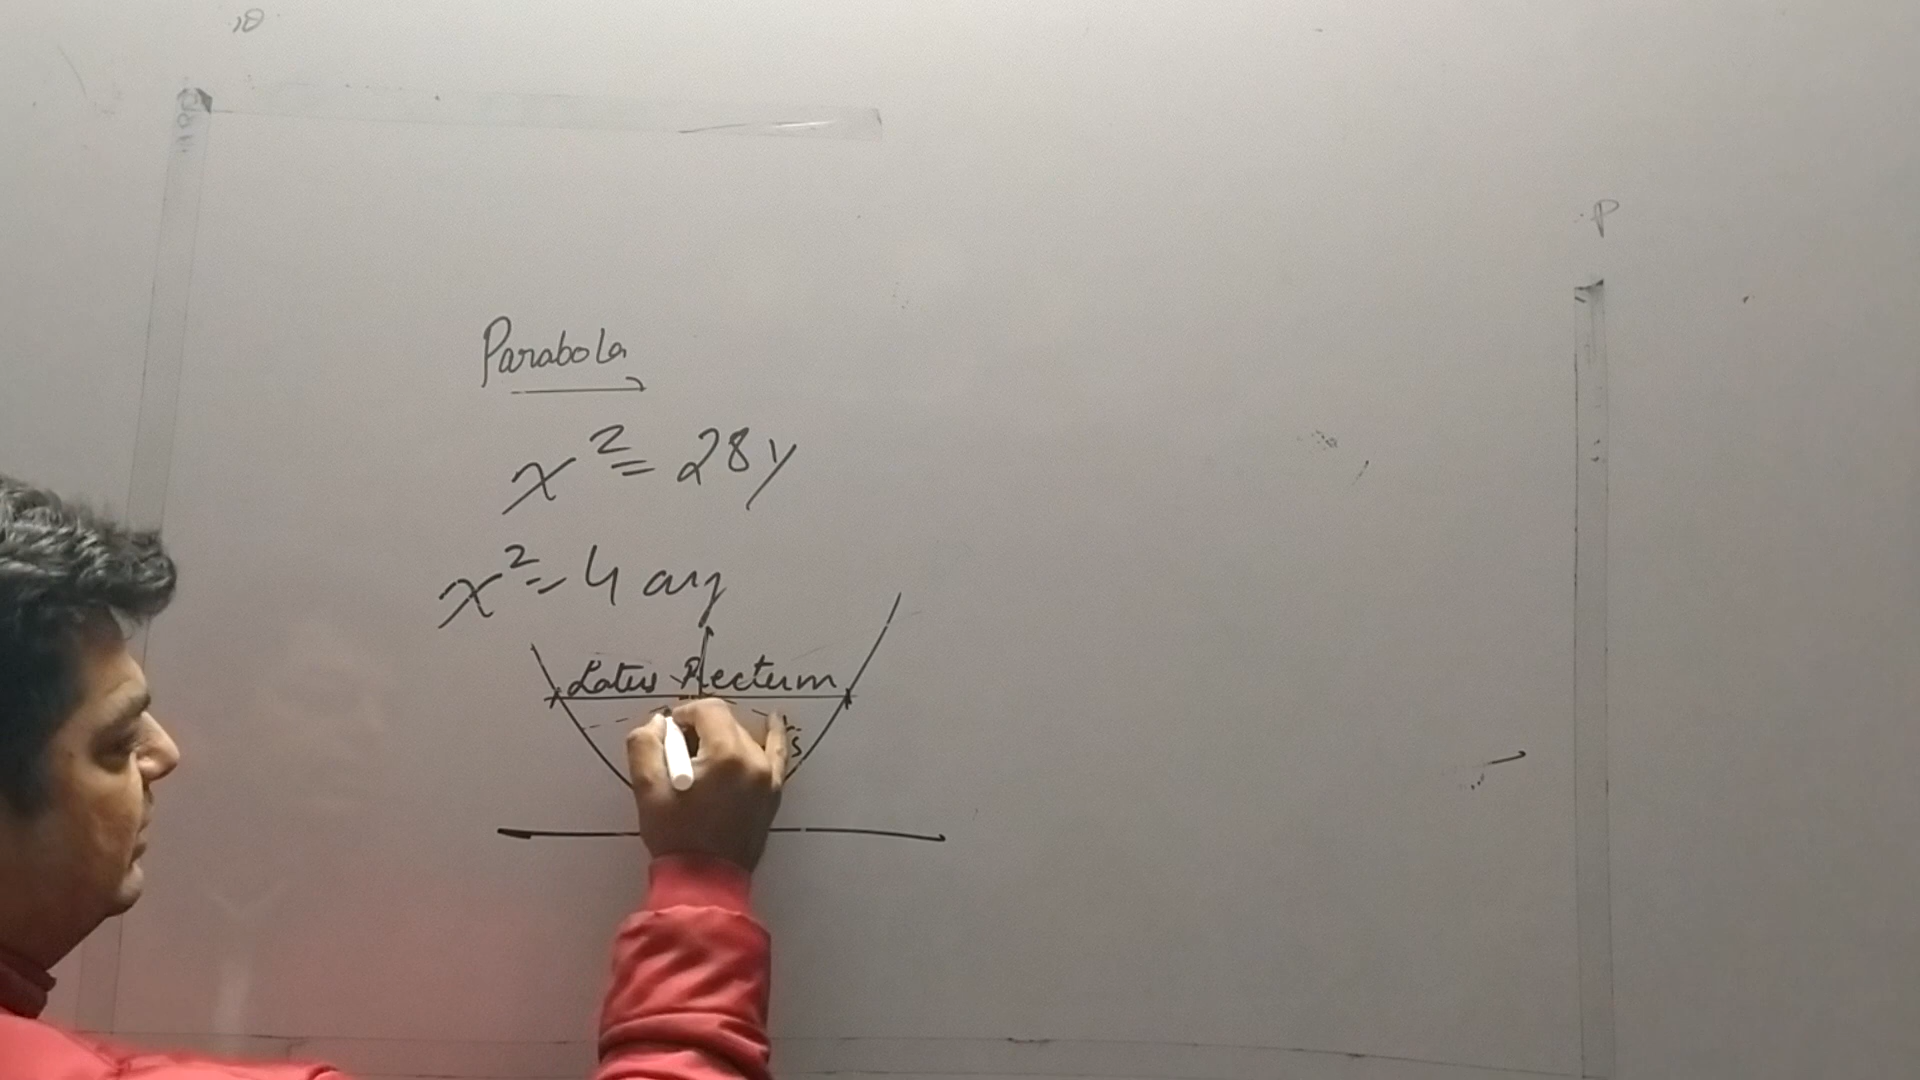 Parabola
x² = 28y
x² = 4ay
Latus Rectum
s
P